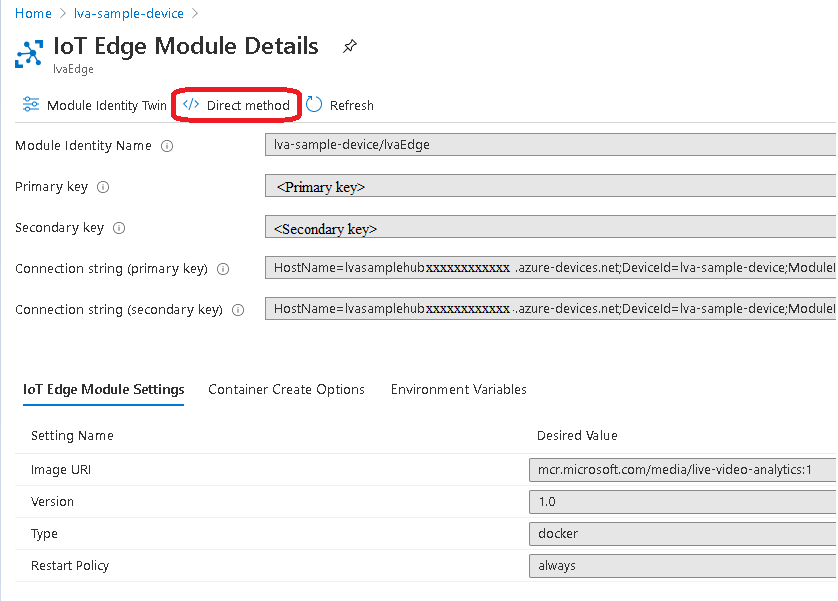 Home > lva-sample-device >
IoT Edge Module Details
lvaEdge
Module Identity Twin </> Direct method Refresh
Module Identity Name lva-sample-device/lvaEdge
Primary key <Primary key>
Secondary key <Secondary key>
Connection string (primary key) HostName=lvasamplehubxxxxxxxxxxxx .azure-devices.net;DeviceId=lva-sample-device;ModuleI
Connection string (secondary key) HostName=lvasamplehubxxxxxxxxxxxx .azure-devices.net;DeviceId=lva-sample-device;ModuleI
IoT Edge Module Settings Container Create Options Environment Variables
Setting Name Desired Value
Image URI mcr.microsoft.com/media/live-video-analytics:1
Version 1.0
Type docker
Restart Policy always